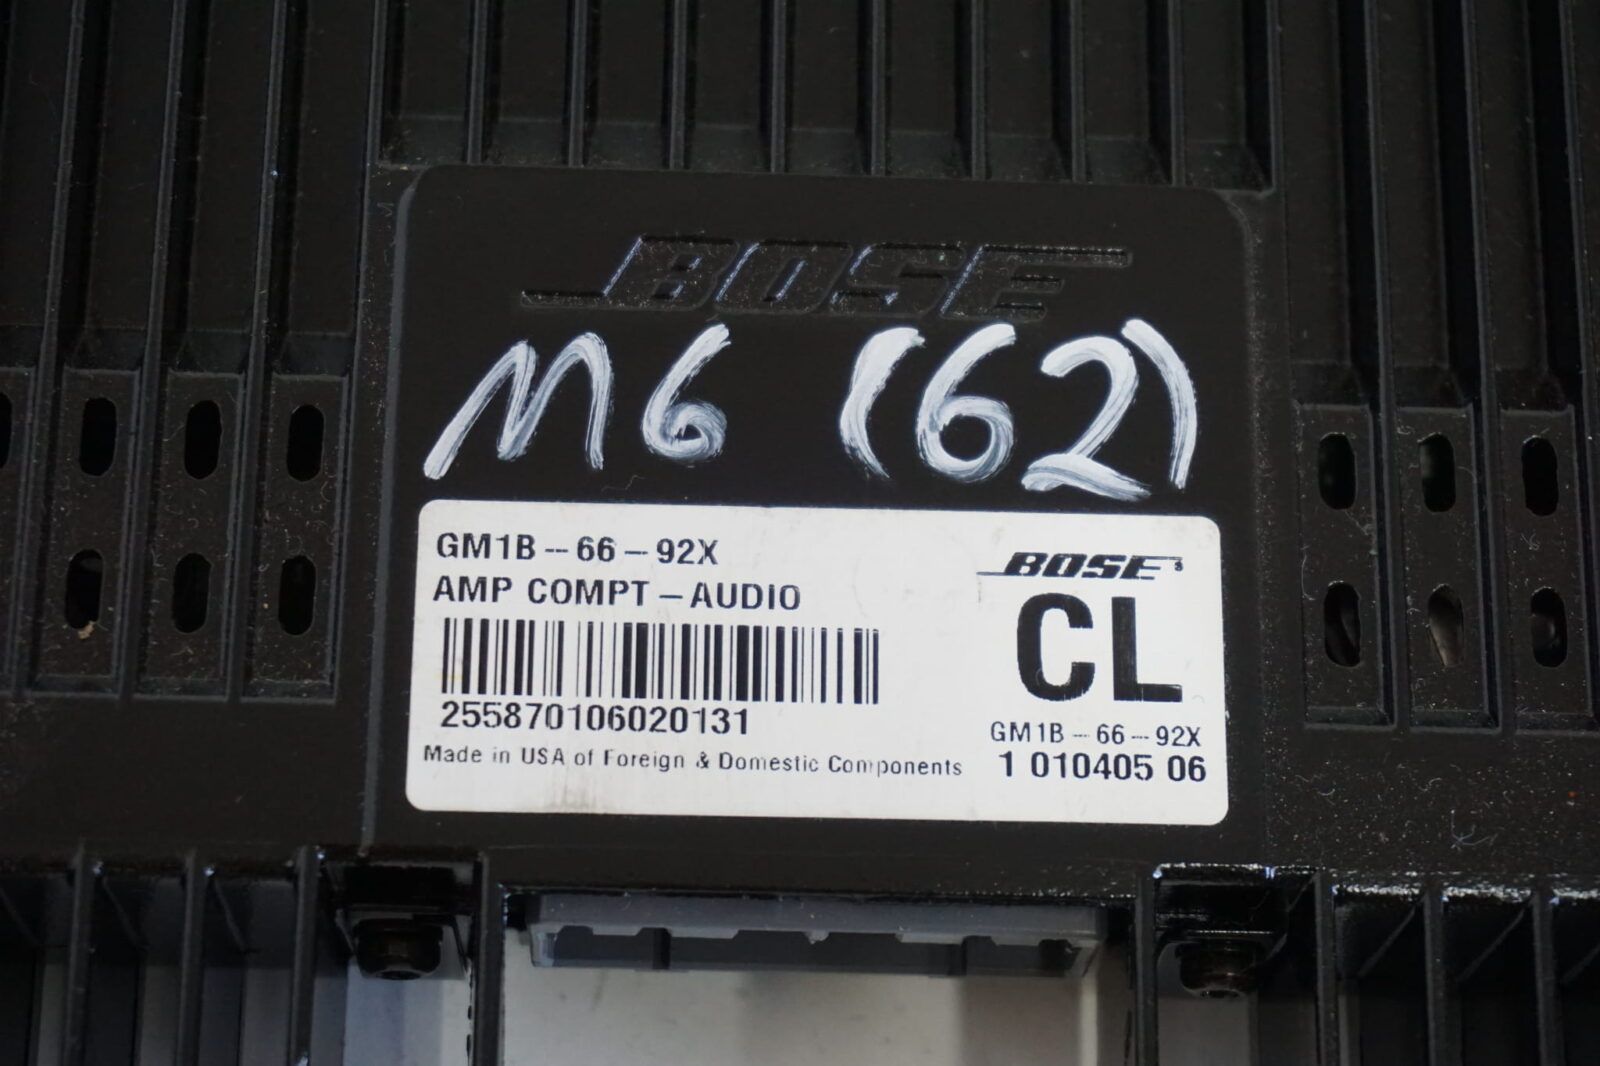 BOSE
M6 (62)
GM1B -- 66 - 92X
AMP COMPT - AUDIO
255870106020131
Made in USA of Foreign & Domestic Components
BOSE®
CL
GM1B -- 66 -- 92X
1 010405 06